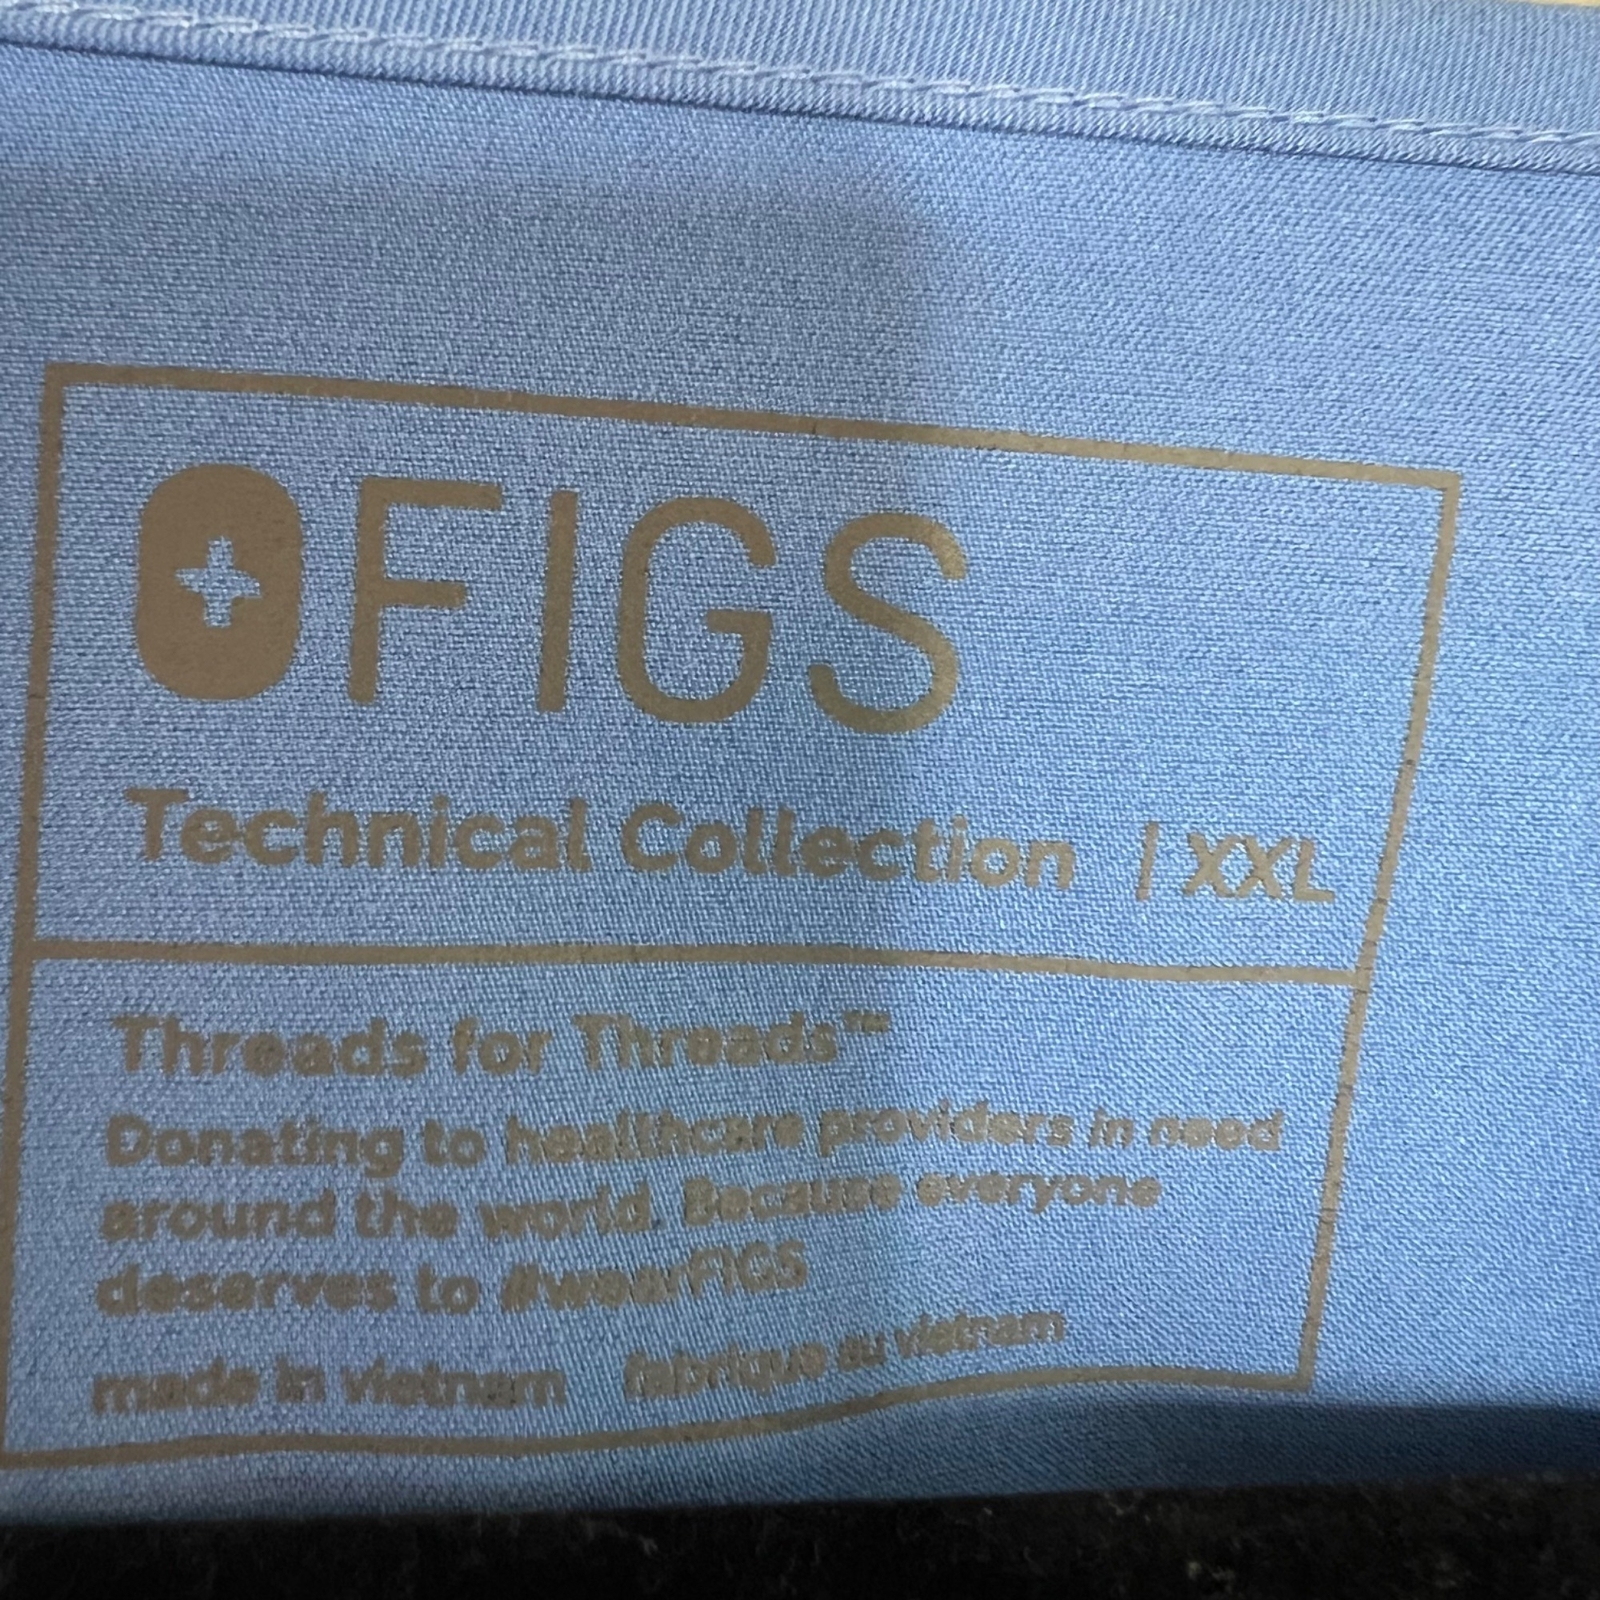 FIGS
Technical Collection | XXL
Threads for Threads™
Donating to healthcare providers in need
around the world. Because everyone
deserves to #wearFIGS
made in vietnam fabrique au vietnam